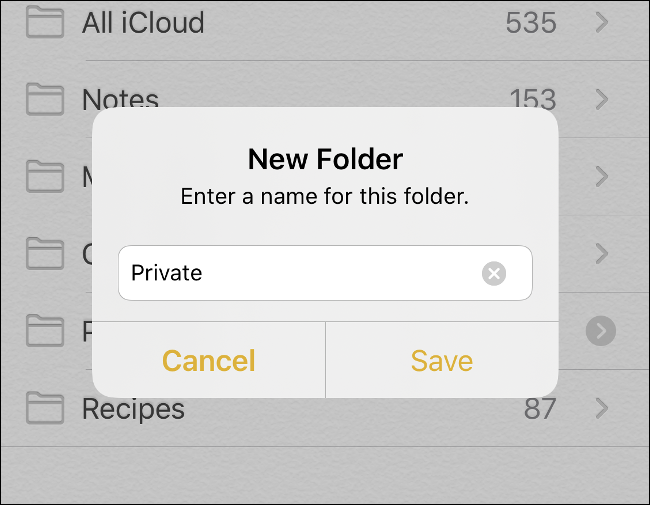 All iCloud 535
Notes 153
New Folder
Enter a name for this folder.
Private
Cancel Save
Recipes 87